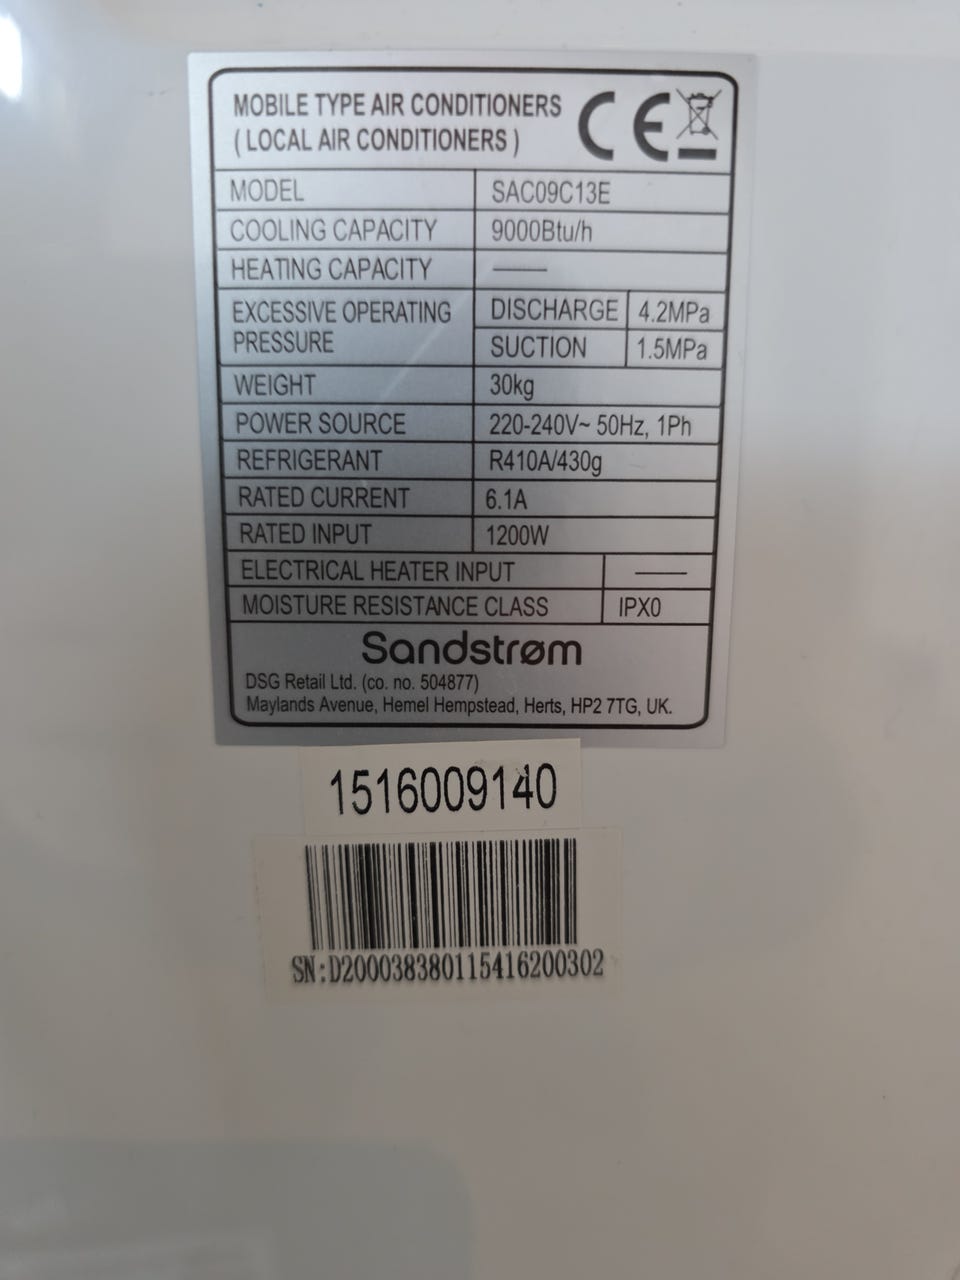 MOBILE TYPE AIR CONDITIONERS
( LOCAL AIR CONDITIONERS )
CE
MODEL SAC09C13E
COOLING CAPACITY 9000Btu/h
HEATING CAPACITY ——
EXCESSIVE OPERATING PRESSURE DISCHARGE 4.2MPa
SUCTION 1.5MPa
WEIGHT 30kg
POWER SOURCE 220-240V~ 50Hz, 1Ph
REFRIGERANT R410A/430g
RATED CURRENT 6.1A
RATED INPUT 1200W
ELECTRICAL HEATER INPUT ——
MOISTURE RESISTANCE CLASS IPX0
Sandstrøm
DSG Retail Ltd. (co. no. 504877)
Maylands Avenue, Hemel Hempstead, Herts, HP2 7TG, UK.
1516009140
SN:D200038380115416200302